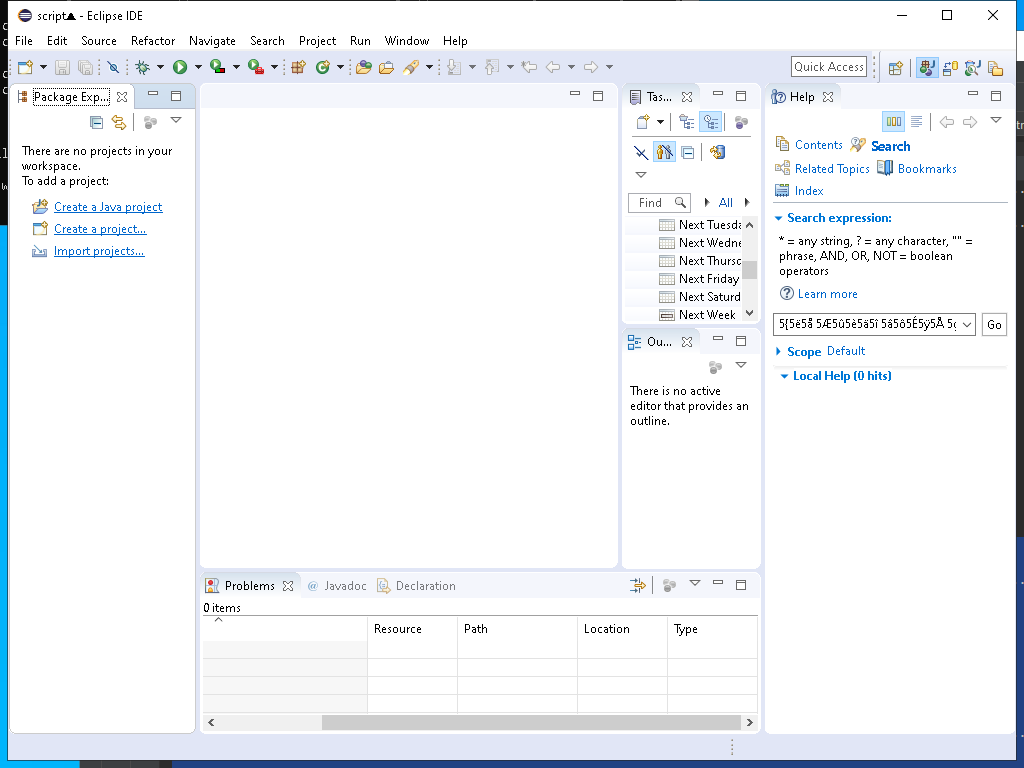 script▲ - Eclipse IDE
File Edit Source Refactor Navigate Search Project Run Window Help
Quick Access
Package Exp...
There are no projects in your
workspace.
To add a project:
Create a Java project
Create a project...
Import projects...
Tas...
Find
All
Next Tuesda
Next Wedne
Next Thursc
Next Friday
Next Saturd
Next Week
Ou...
There is no active
editor that provides an
outline.
Help
Contents Search
Related Topics Bookmarks
Index
Search expression:
* = any string, ? = any character, "" =
phrase, AND, OR, NOT = boolean
operators
Learn more
Go
Scope Default
Local Help (0 hits)
Problems @ Javadoc Declaration
0 items
Resource Path Location Type